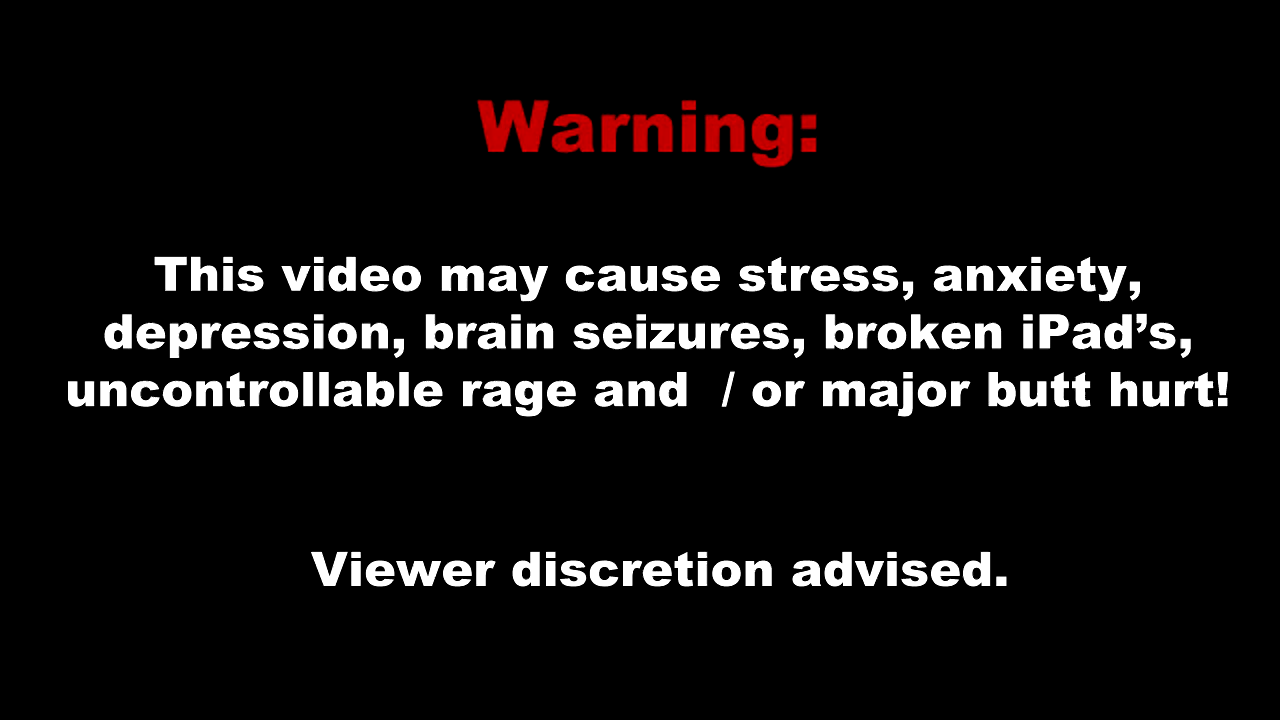 Warning:
This video may cause stress, anxiety,
depression, brain seizures, broken iPad’s,
uncontrollable rage and  / or major butt hurt!
Viewer discretion advised.